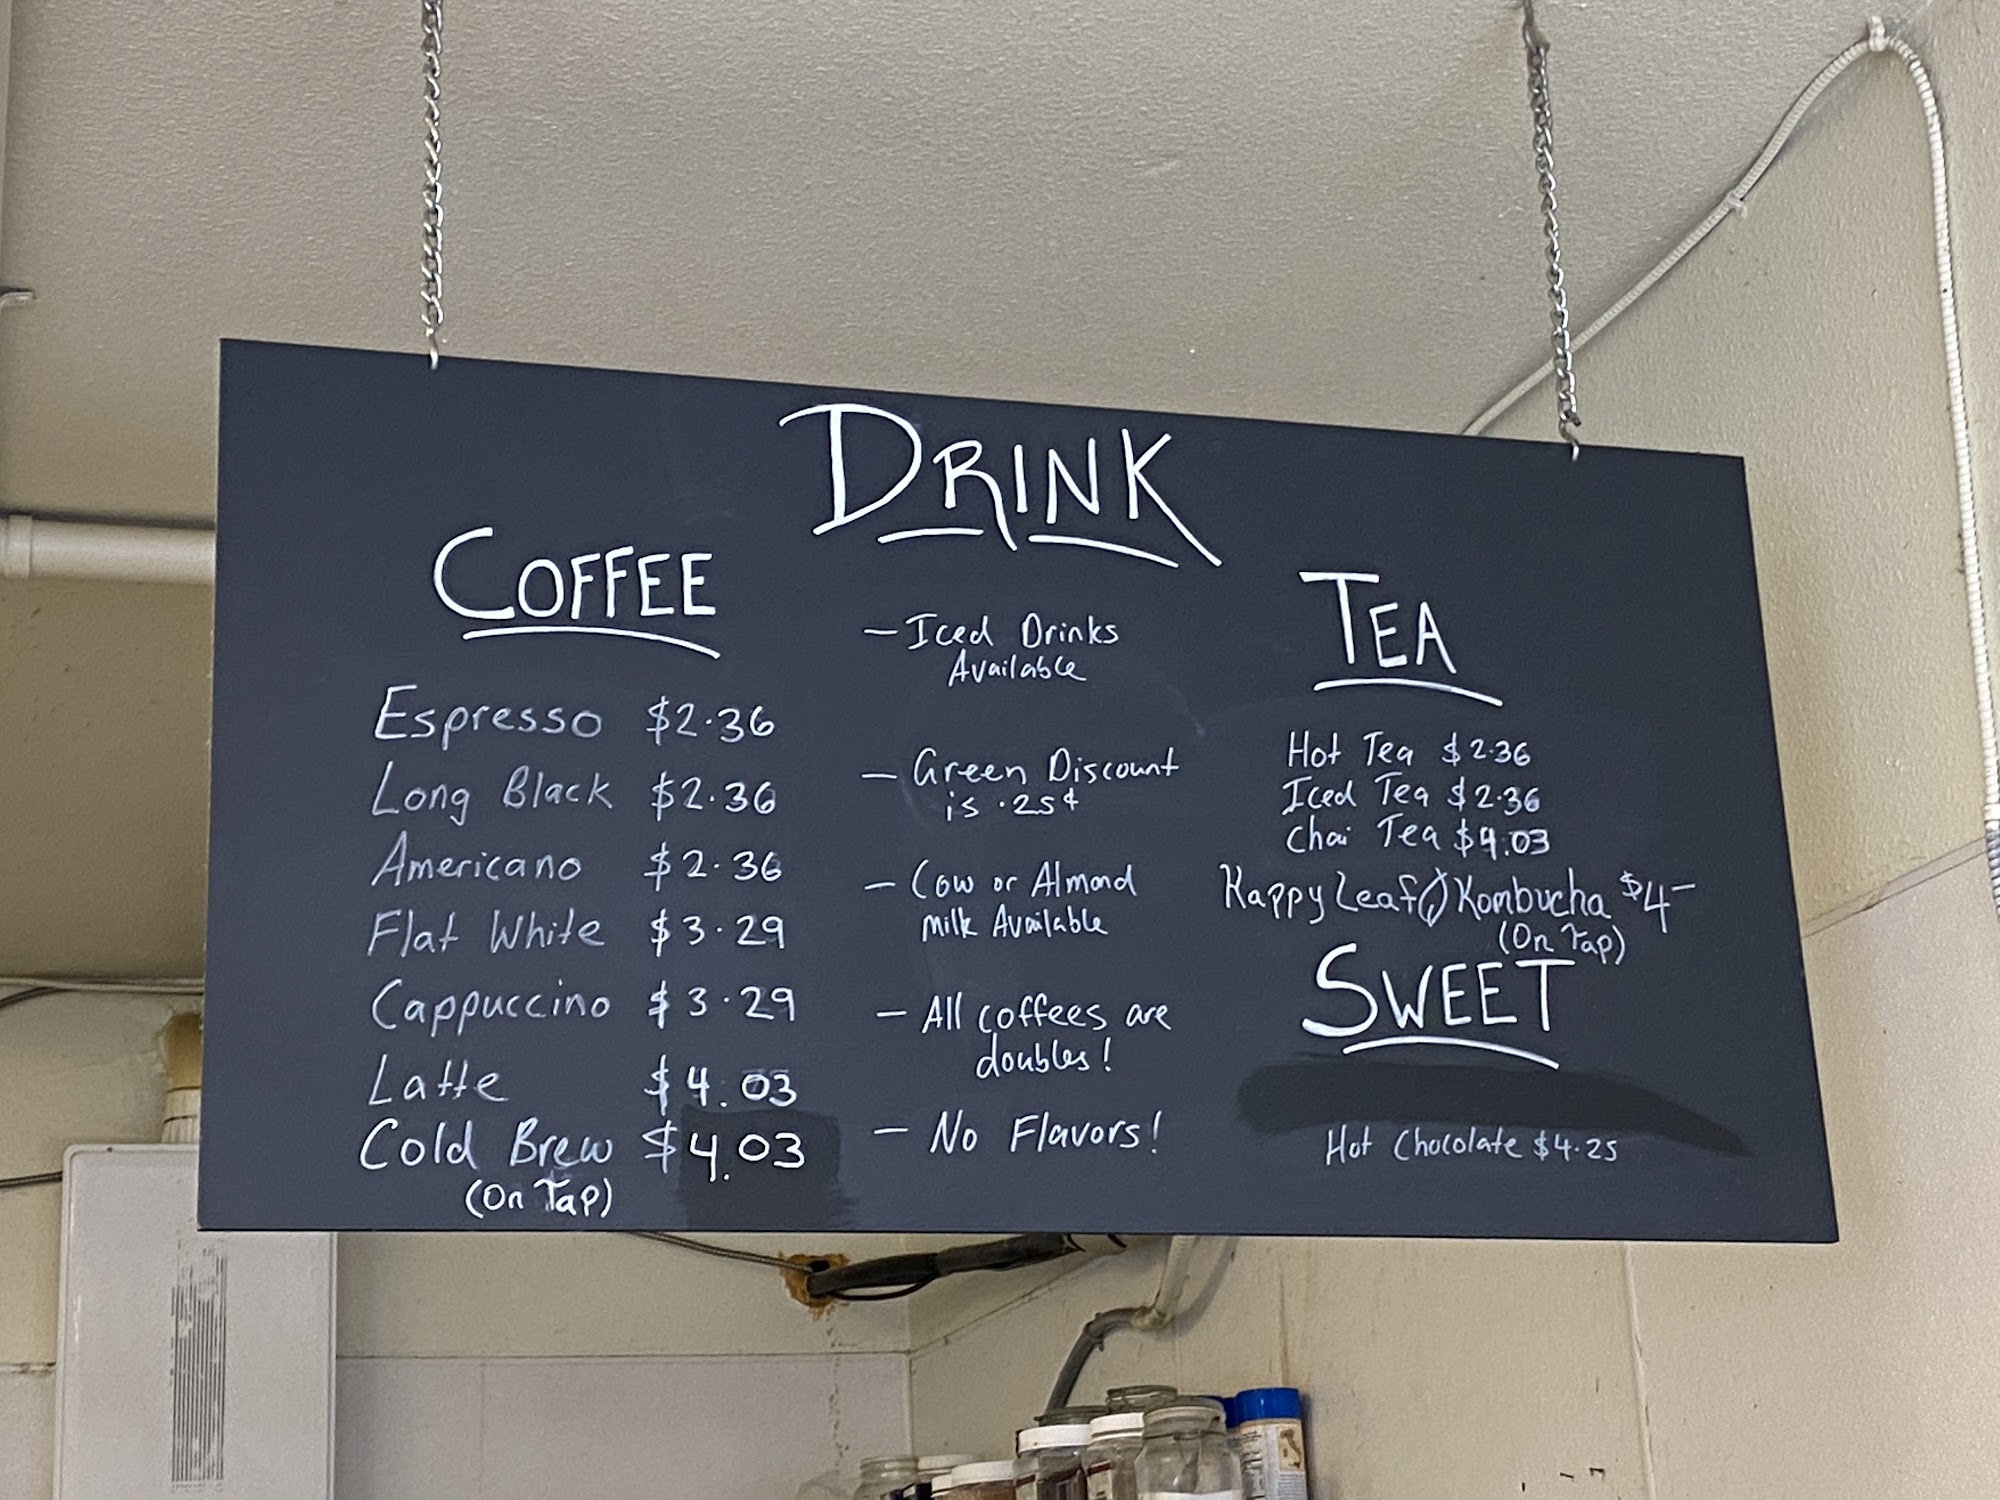 DRINK
COFFEE
Espresso $2.36
Long Black $2.36
Americano $2.36
Flat White $3.29
Cappuccino $3.29
Latte $4.03
Cold Brew $4.03
(On Tap)
- Iced Drinks
Available
- Green Discount
is .25¢
- Cow or Almond
Milk Available
- All coffees are
doubles!
- No Flavors!
TEA
Hot Tea $2.36
Iced Tea $2.36
Chai Tea $4.03
Kappy Leaf Kombucha $4-
(On Tap)
SWEET
Hot Chocolate $4.25